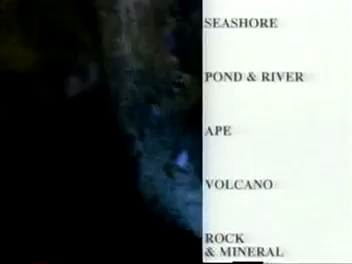 SEASHORE
POND & RIVER
APE
VOLCANO
ROCK
& MINERAL